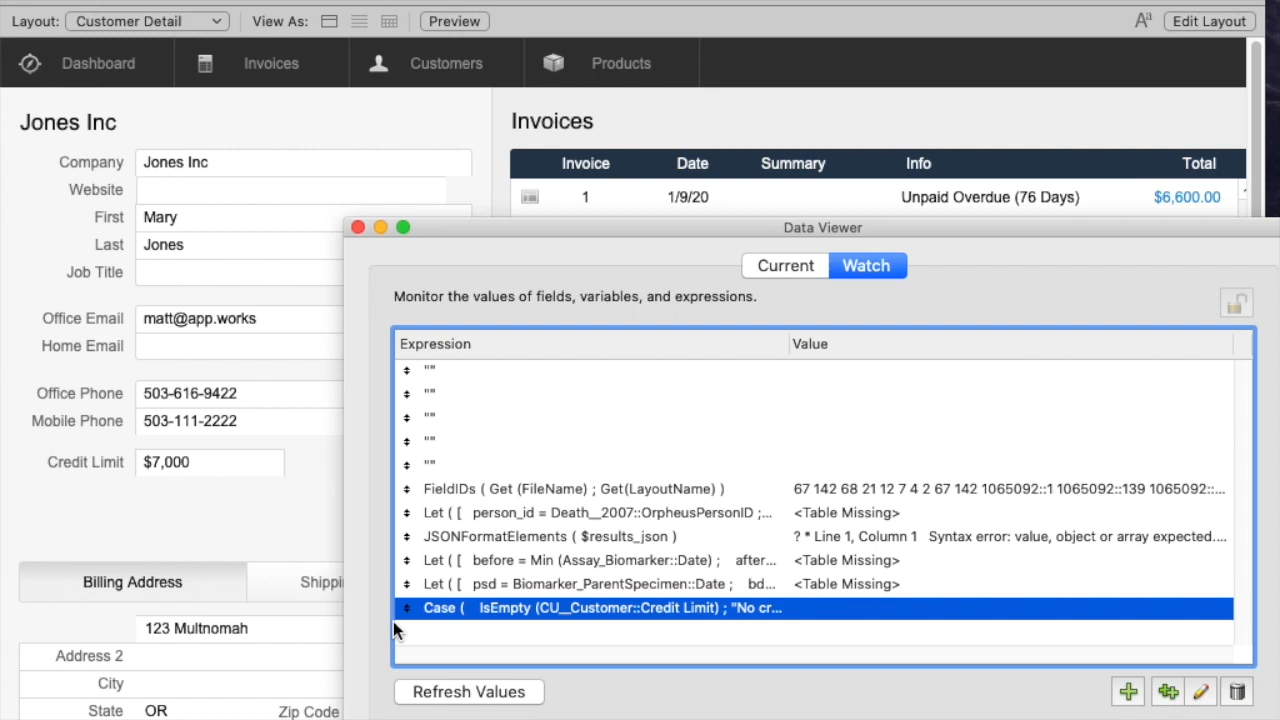 Layout: Customer Detail View As: Preview Aª Edit Layout
Dashboard Invoices Customers Products
Jones Inc
Company Jones Inc
Website
First Mary
Last Jones
Job Title
Office Email matt@app.works
Home Email
Office Phone 503-616-9422
Mobile Phone 503-111-2222
Credit Limit $7,000
Billing Address Shippi
123 Multnomah
Address 2
City
State OR Zip Code
Invoices
Invoice Date Summary Info Total
1 1/9/20 Unpaid Overdue (76 Days) $6,600.00
Data Viewer
Current Watch
Monitor the values of fields, variables, and expressions.
Expression Value
""
""
""
""
""
FieldIDs ( Get (FileName) ; Get(LayoutName) ) 67 142 68 21 12 7 4 2 67 142 1065092::1 1065092::139 1065092::...
Let ( [ person_id = Death__2007::OrpheusPersonID ;... <Table Missing>
JSONFormatElements ( $results_json ) ? * Line 1, Column 1 Syntax error: value, object or array expected....
Let ( [ before = Min (Assay_Biomarker::Date) ; after... <Table Missing>
Let ( [ psd = Biomarker_ParentSpecimen::Date ; bd... <Table Missing>
Case ( IsEmpty (CU__Customer::Credit Limit) ; "No cr...
Refresh Values